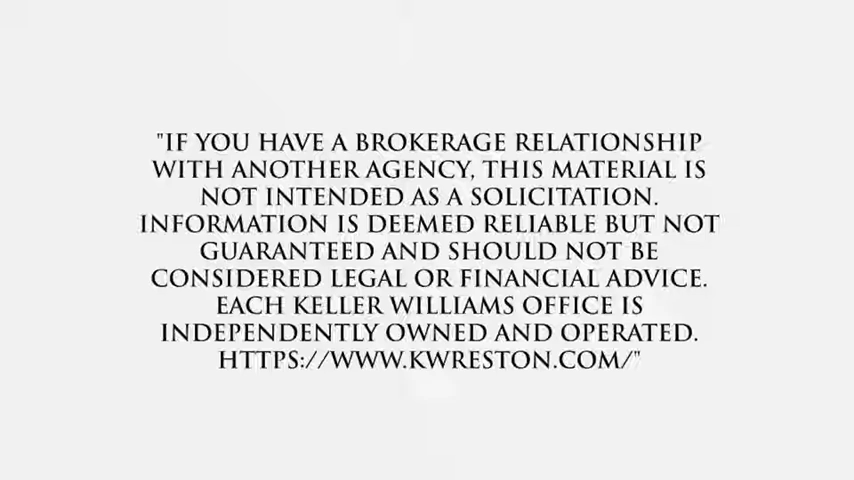 "IF YOU HAVE A BROKERAGE RELATIONSHIP
WITH ANOTHER AGENCY, THIS MATERIAL IS
NOT INTENDED AS A SOLICITATION.
INFORMATION IS DEEMED RELIABLE BUT NOT
GUARANTEED AND SHOULD NOT BE
CONSIDERED LEGAL OR FINANCIAL ADVICE.
EACH KELLER WILLIAMS OFFICE IS
INDEPENDENTLY OWNED AND OPERATED.
HTTPS://WWW.KWRESTON.COM/"